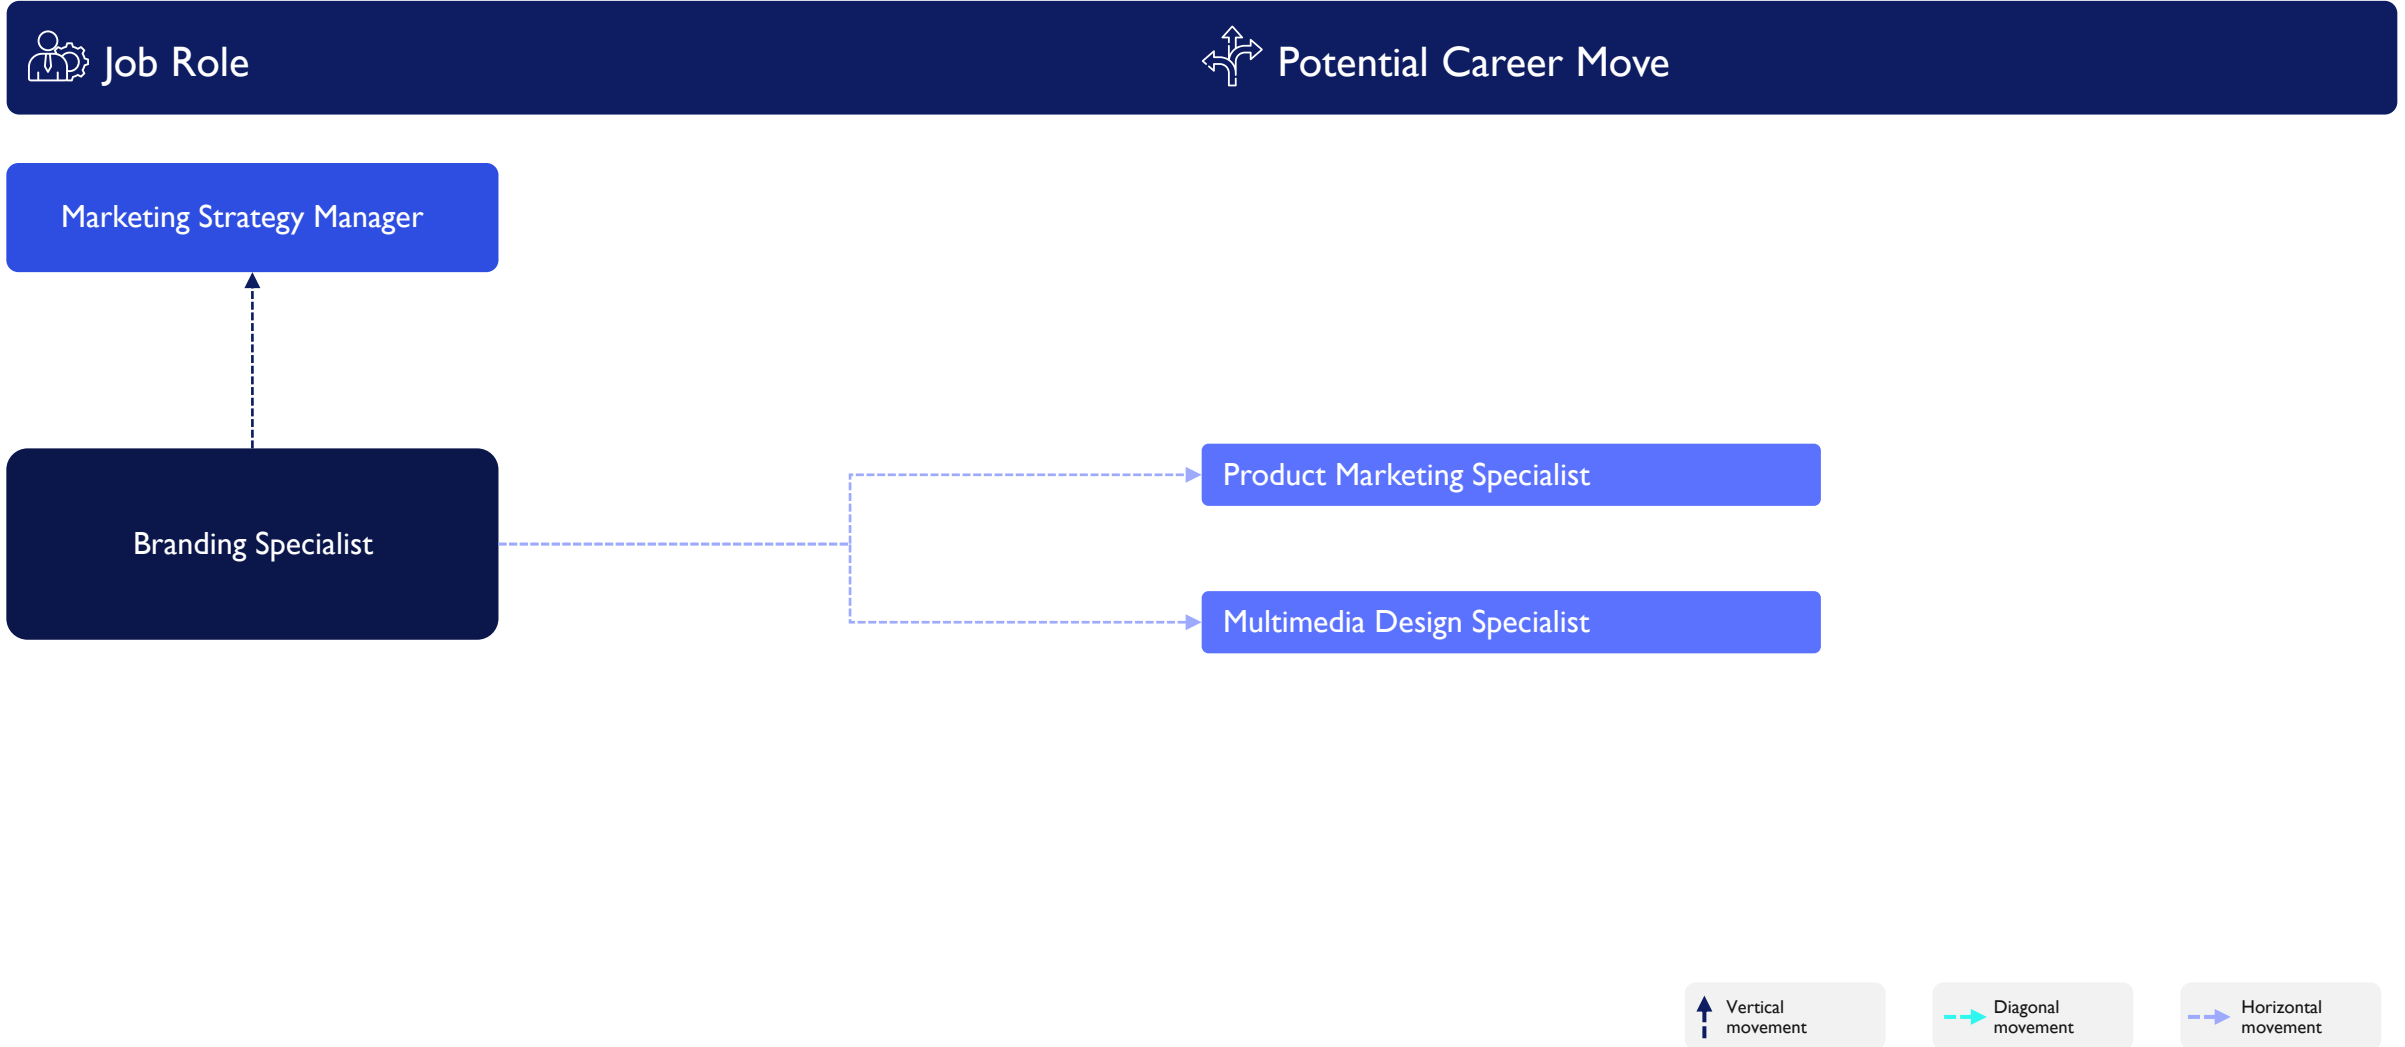 Job Role
Potential Career Move
Marketing Strategy Manager
Branding Specialist
Product Marketing Specialist
Multimedia Design Specialist
Vertical
movement
Diagonal
movement
Horizontal
movement